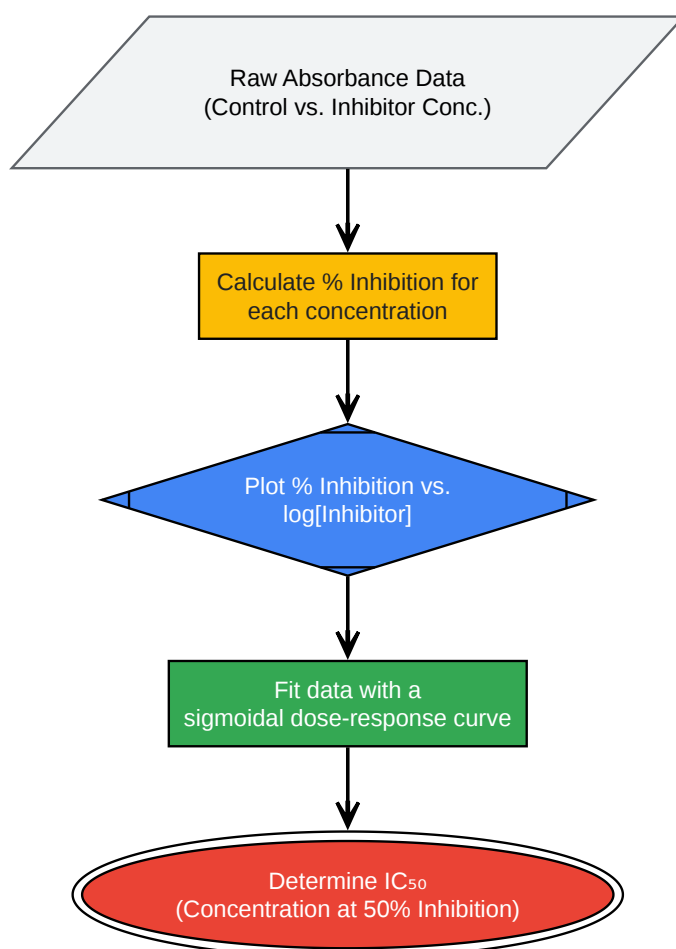 Raw Absorbance Data
(Control vs. Inhibitor Conc.)
Calculate % Inhibition for
each concentration
Plot % Inhibition vs.
log[Inhibitor]
Fit data with a
sigmoidal dose-response curve
Determine IC₅₀
(Concentration at 50% Inhibition)